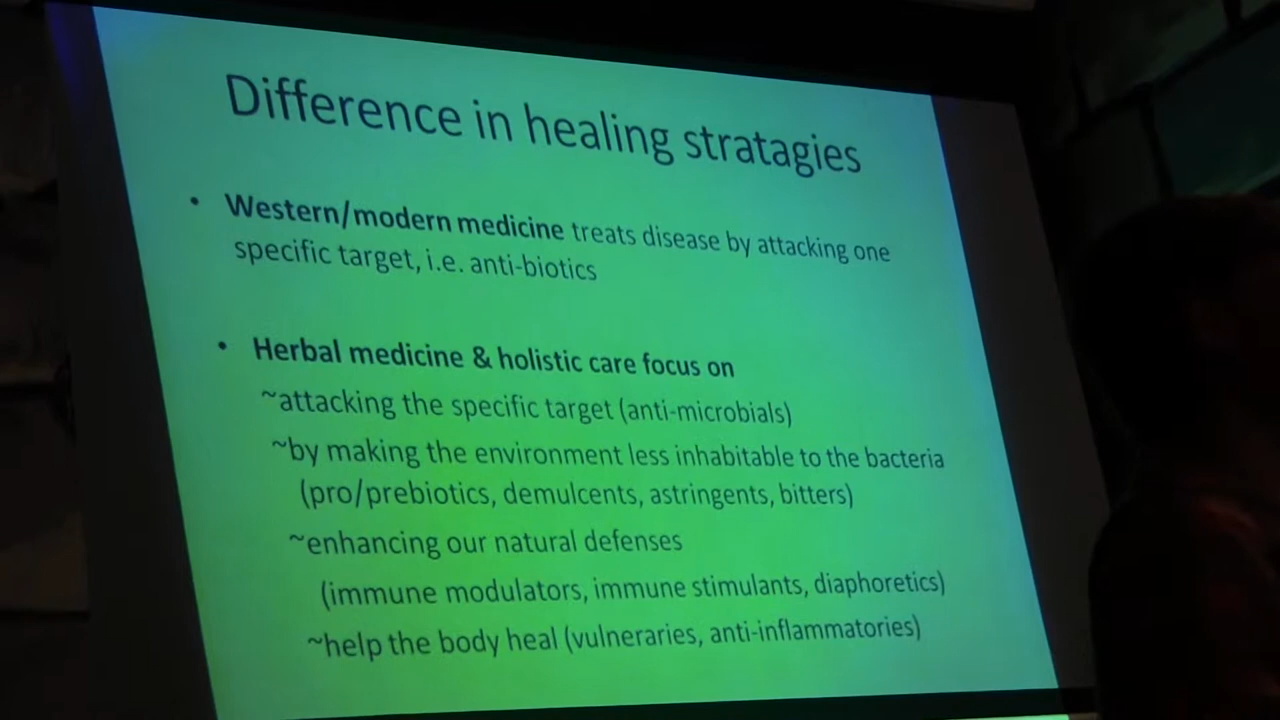 Difference in healing stratagies
• Western/modern medicine treats disease by attacking one
specific target, i.e. anti-biotics
• Herbal medicine & holistic care focus on
~attacking the specific target (anti-microbials)
~by making the environment less inhabitable to the bacteria
(pro/prebiotics, demulcents, astringents, bitters)
~enhancing our natural defenses
(immune modulators, immune stimulants, diaphoretics)
~help the body heal (vulneraries, anti-inflammatories)